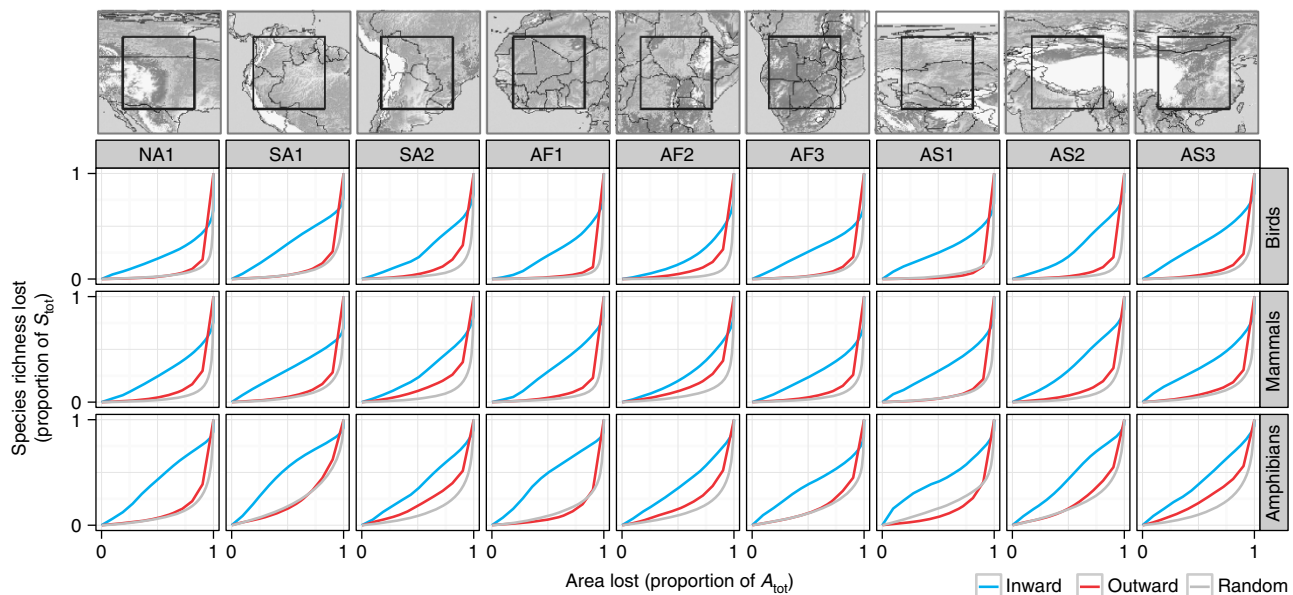 NA1 SA1 SA2 AF1 AF2 AF3 AS1 AS2 AS3
Species richness lost
(proportion of S_tot)
1
0
Birds
1
0
Mammals
1
0
Amphibians
0 1 0 1 0 1 0 1 0 1 0 1 0 1 0 1 0 1
Area lost (proportion of A_tot)
Inward Outward Random